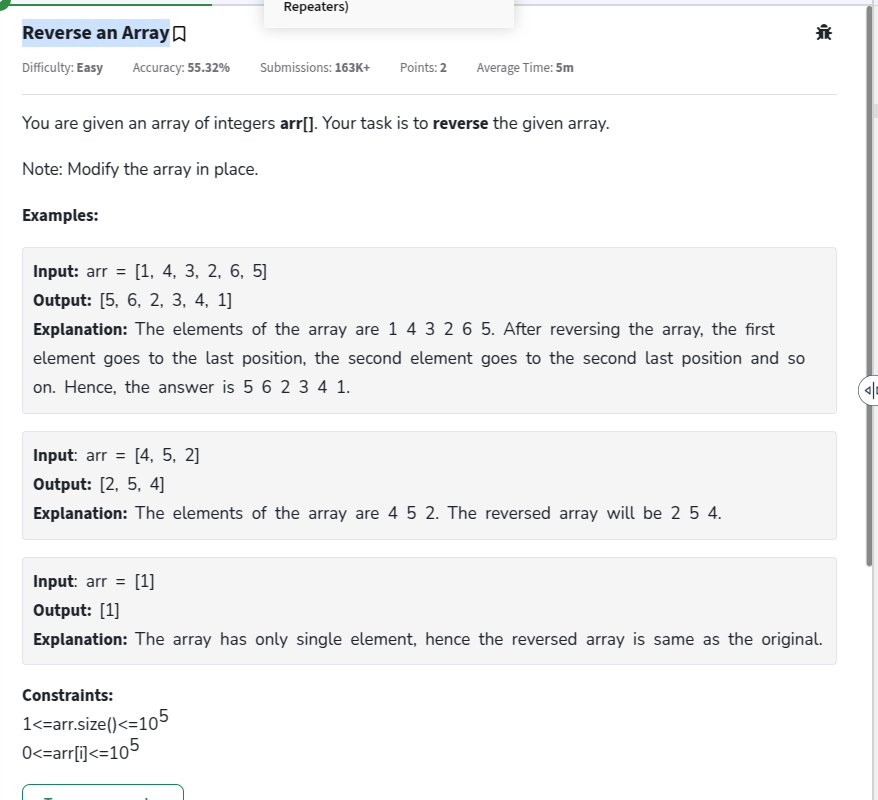 Repeaters)
Reverse an Array
Difficulty: Easy Accuracy: 55.32% Submissions: 163K+ Points: 2 Average Time: 5m
You are given an array of integers arr[]. Your task is to reverse the given array.
Note: Modify the array in place.
Examples:
Input: arr = [1, 4, 3, 2, 6, 5]
Output: [5, 6, 2, 3, 4, 1]
Explanation: The elements of the array are 1 4 3 2 6 5. After reversing the array, the first
element goes to the last position, the second element goes to the second last position and so
on. Hence, the answer is 5 6 2 3 4 1.
Input: arr = [4, 5, 2]
Output: [2, 5, 4]
Explanation: The elements of the array are 4 5 2. The reversed array will be 2 5 4.
Input: arr = [1]
Output: [1]
Explanation: The array has only single element, hence the reversed array is same as the original.
Constraints:
1<=arr.size()<=10⁵
0<=arr[i]<=10⁵